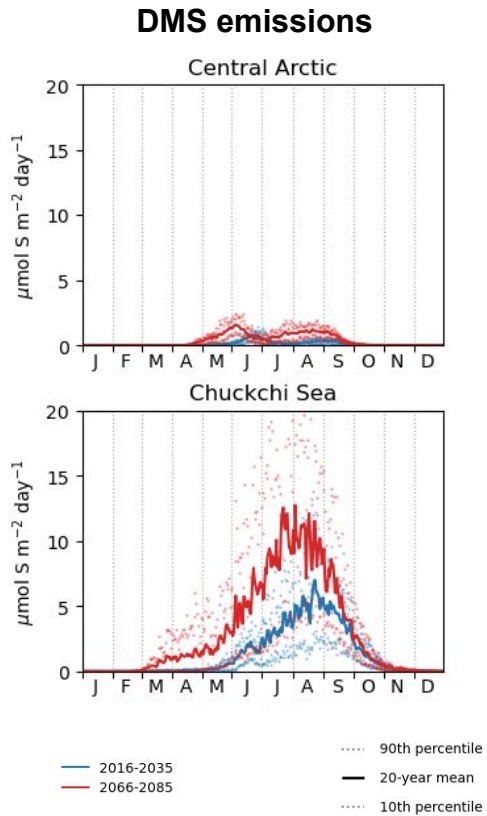 DMS emissions
Central Arctic
20
15
10
5
0
μmol S m⁻² day⁻¹
J F M A M J J A S O N D
Chuckchi Sea
20
15
10
5
0
μmol S m⁻² day⁻¹
J F M A M J J A S O N D
2016-2035
2066-2085
90th percentile
20-year mean
10th percentile